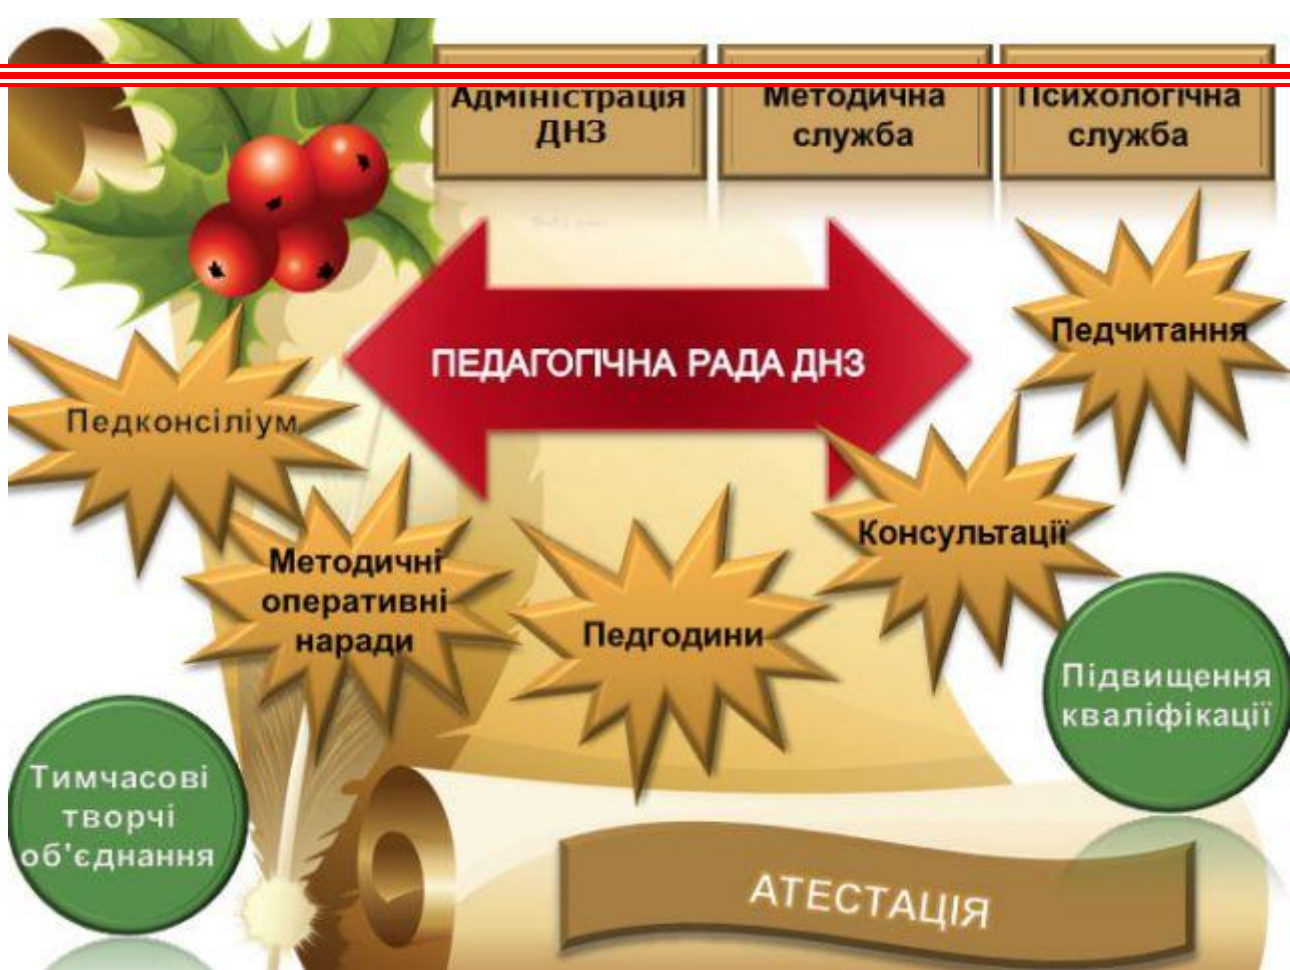 Адміністрація
ДНЗ
Методична
служба
Психологічна
служба
ПЕДАГОГІЧНА РАДА ДНЗ
Педчитання
Педконсіліум
Методичні
оперативні
наради
Педгодини
Консультації
Підвищення
кваліфікації
Тимчасові
творчі
об'єднання
АТЕСТАЦІЯ